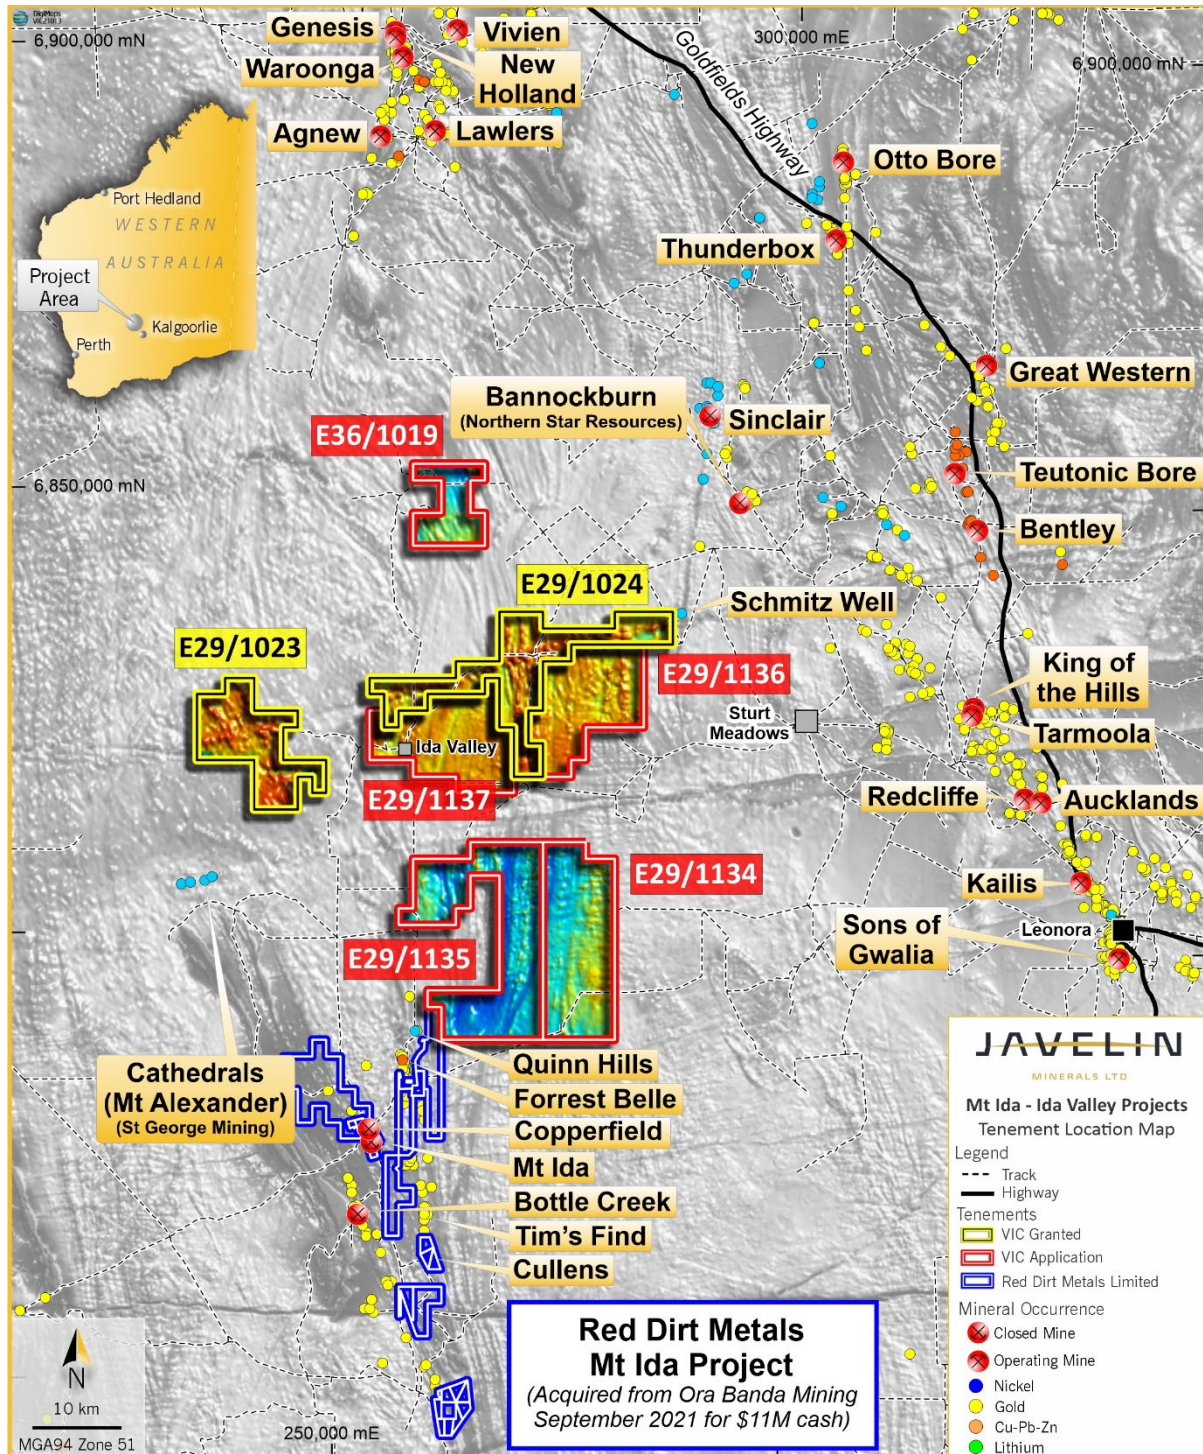 DigiMaps
VIC21013
6,900,000 mN
Genesis
Vivien
Waroonga
New
Holland
Agnew
Lawlers
300,000 mE
6,900,000 mN
Goldfields Highway
Otto Bore
Thunderbox
Port Hedland
WESTERN
AUSTRALIA
Project
Area
Kalgoorlie
Perth
Great Western
Bannockburn
(Northern Star Resources)
Sinclair
E36/1019
6,850,000 mN
Teutonic Bore
Bentley
E29/1024
Schmitz Well
E29/1023
E29/1136
King of
the Hills
Sturt
Meadows
Tarmoola
Ida Valley
E29/1137
Redcliffe
Aucklands
E29/1134
Kailis
Sons of
Gwalia
Leonora
E29/1135
Cathedrals
(Mt Alexander)
(St George Mining)
Quinn Hills
Forrest Belle
Copperfield
Mt Ida
Bottle Creek
Tim's Find
Cullens
Red Dirt Metals
Mt Ida Project
(Acquired from Ora Banda Mining
September 2021 for $11M cash)
N
10 km
MGA94 Zone 51
250,000 mE
JAVELIN
MINERALS LTD
Mt Ida - Ida Valley Projects
Tenement Location Map
Legend
Track
Highway
Tenements
VIC Granted
VIC Application
Red Dirt Metals Limited
Mineral Occurrence
Closed Mine
Operating Mine
Nickel
Gold
Cu-Pb-Zn
Lithium